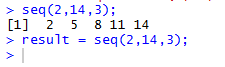 > seq(2,14,3);
[1]  2  5  8 11 14
> result = seq(2,14,3);
>